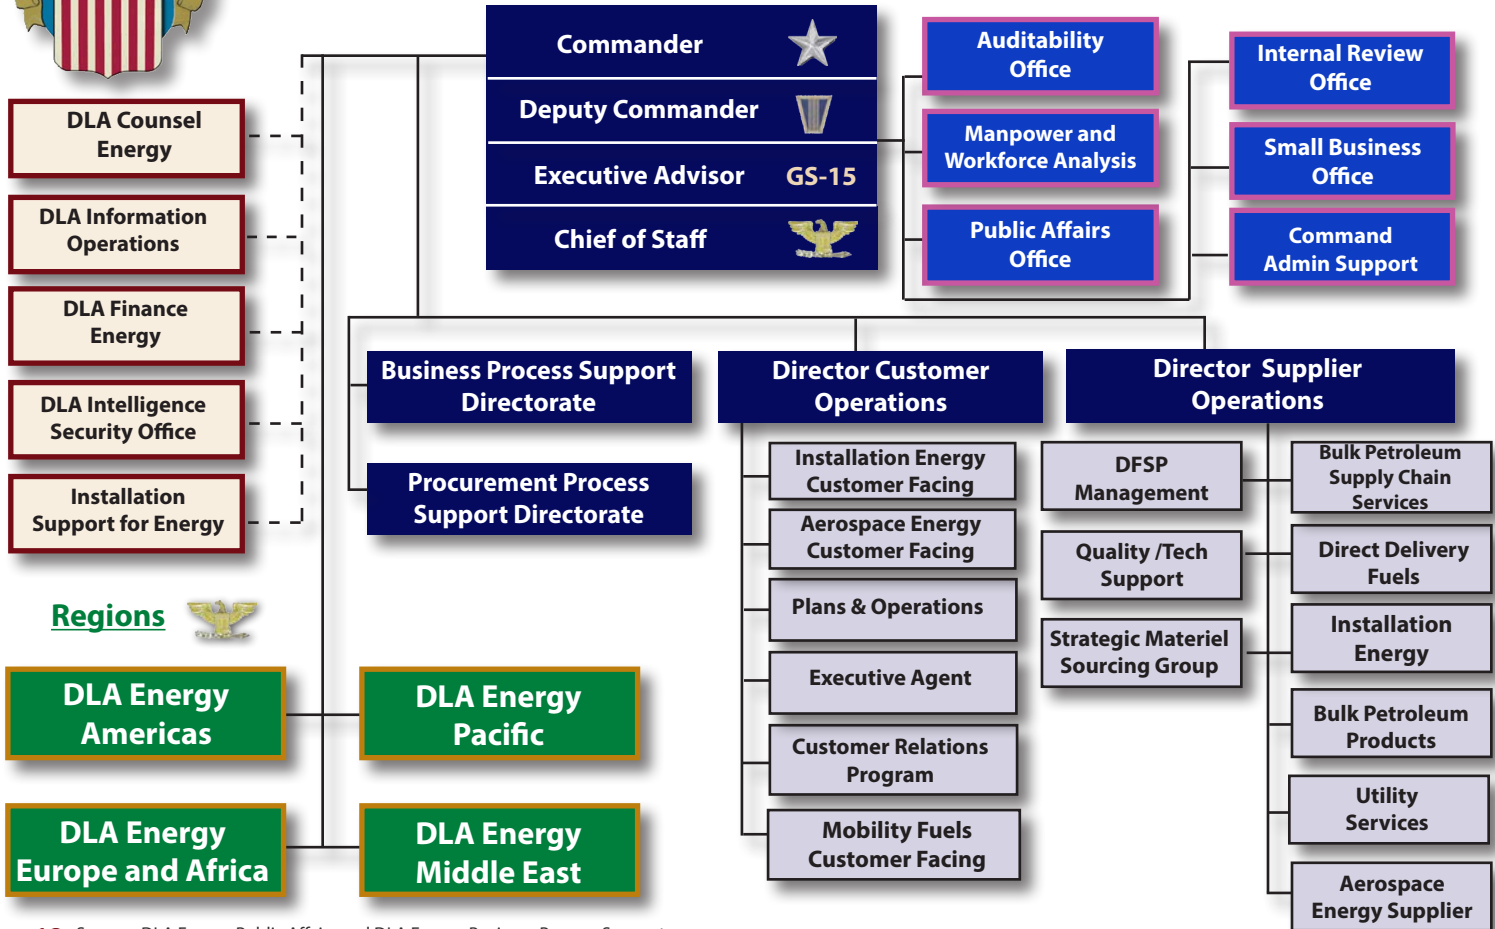 Commander
Deputy Commander
Executive Advisor GS-15
Chief of Staff
Auditability
Office
Manpower and
Workforce Analysis
Public Affairs
Office
Internal Review
Office
Small Business
Office
Command
Admin Support
DLA Counsel
Energy
DLA Information
Operations
DLA Finance
Energy
DLA Intelligence
Security Office
Installation
Support for Energy
Business Process Support
Directorate
Procurement Process
Support Directorate
Director Customer
Operations
Installation Energy
Customer Facing
Aerospace Energy
Customer Facing
Plans & Operations
Executive Agent
Customer Relations
Program
Mobility Fuels
Customer Facing
Director Supplier
Operations
DFSP
Management
Quality /Tech
Support
Strategic Materiel
Sourcing Group
Bulk Petroleum
Supply Chain
Services
Direct Delivery
Fuels
Installation
Energy
Bulk Petroleum
Products
Utility
Services
Aerospace
Energy Supplier
Regions
DLA Energy
Americas
DLA Energy
Pacific
DLA Energy
Europe and Africa
DLA Energy
Middle East